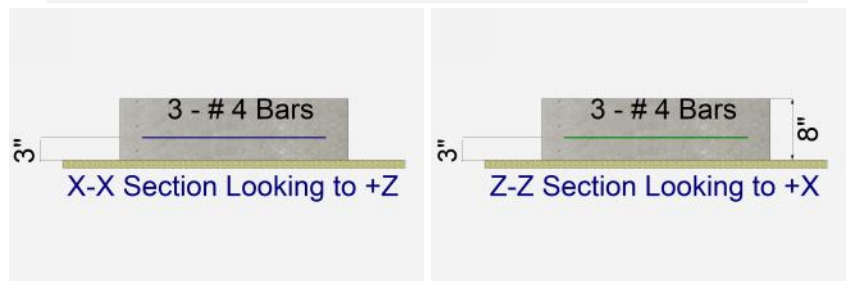 3 - # 4 Bars
3"
X-X Section Looking to +Z
3 - # 4 Bars
3"
8"
Z-Z Section Looking to +X